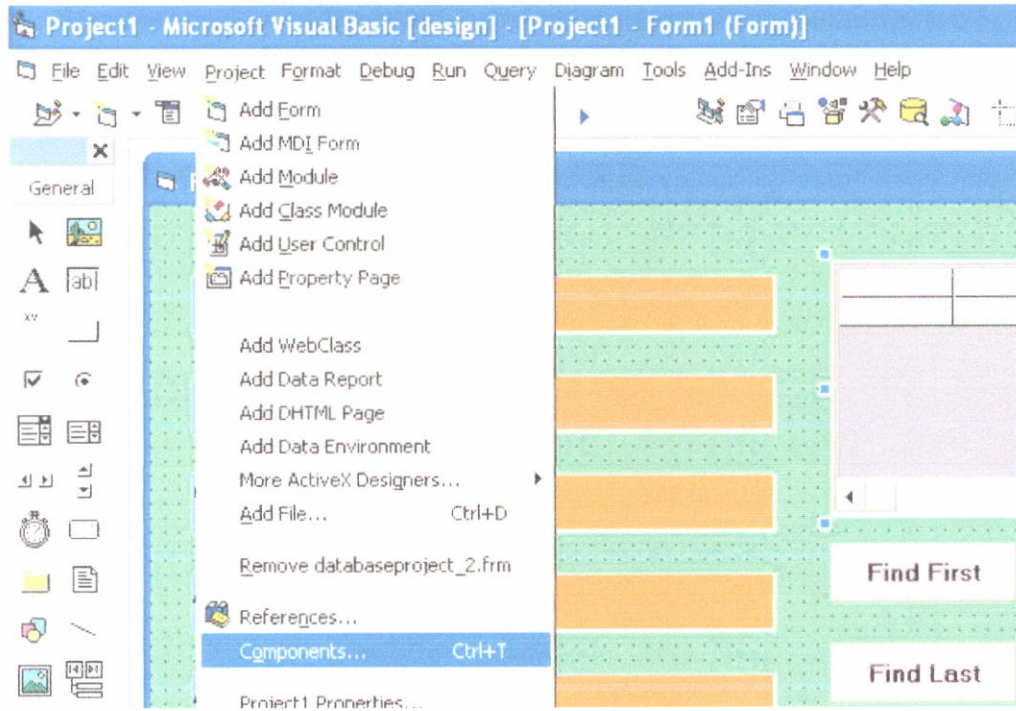 Project1 - Microsoft Visual Basic [design] - [Project1 - Form1 (Form)]
File Edit View Project Format Debug Run Query Diagram Tools Add-Ins Window Help
Add Form
Add MDI Form
General
Add Module
Add Class Module
Add User Control
A ab
Add Property Page
Add WebClass
Add Data Report
Add DHTML Page
Add Data Environment
More ActiveX Designers...
Add File... Ctrl+D
Remove databaseproject_2.frm
Find First
References...
Components... Ctrl+T
Find Last
Project1 Properties...